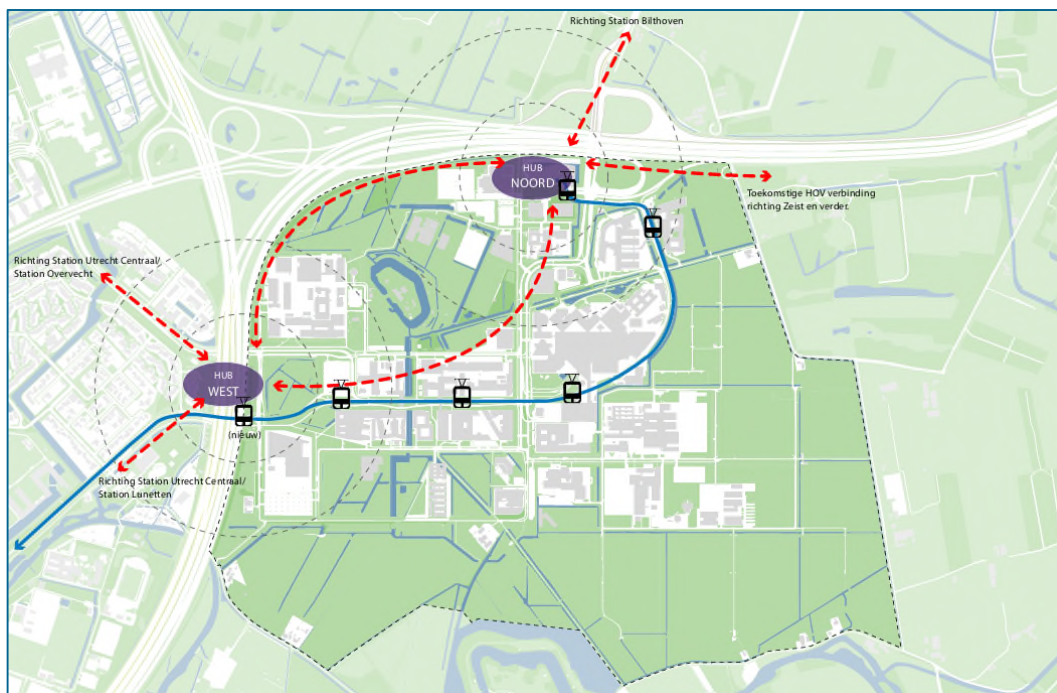 Richting Station Bilthoven
HUB
NOORD
Toekomstige HOV verbinding
richting Zeist en verder.
Richting Station Utrecht Centraal/
Station Overvecht
HUB
WEST
(nieuw)
Richting Station Utrecht Centraal/
Station Lunetten